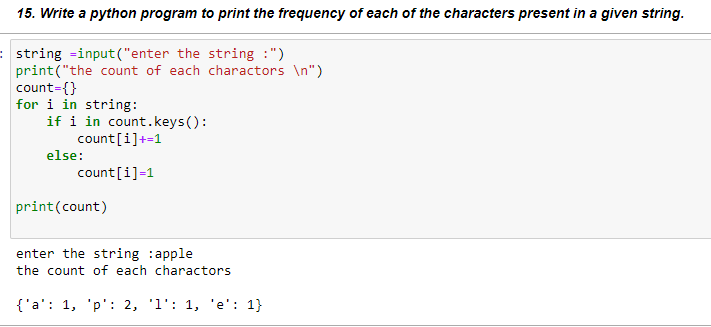 15. Write a python program to print the frequency of each of the characters present in a given string.
: string =input("enter the string :")
print("the count of each charactors \n")
count={}
for i in string:
    if i in count.keys():
        count[i]+=1
    else:
        count[i]=1
print(count)
enter the string :apple
the count of each charactors
{'a': 1, 'p': 2, 'l': 1, 'e': 1}